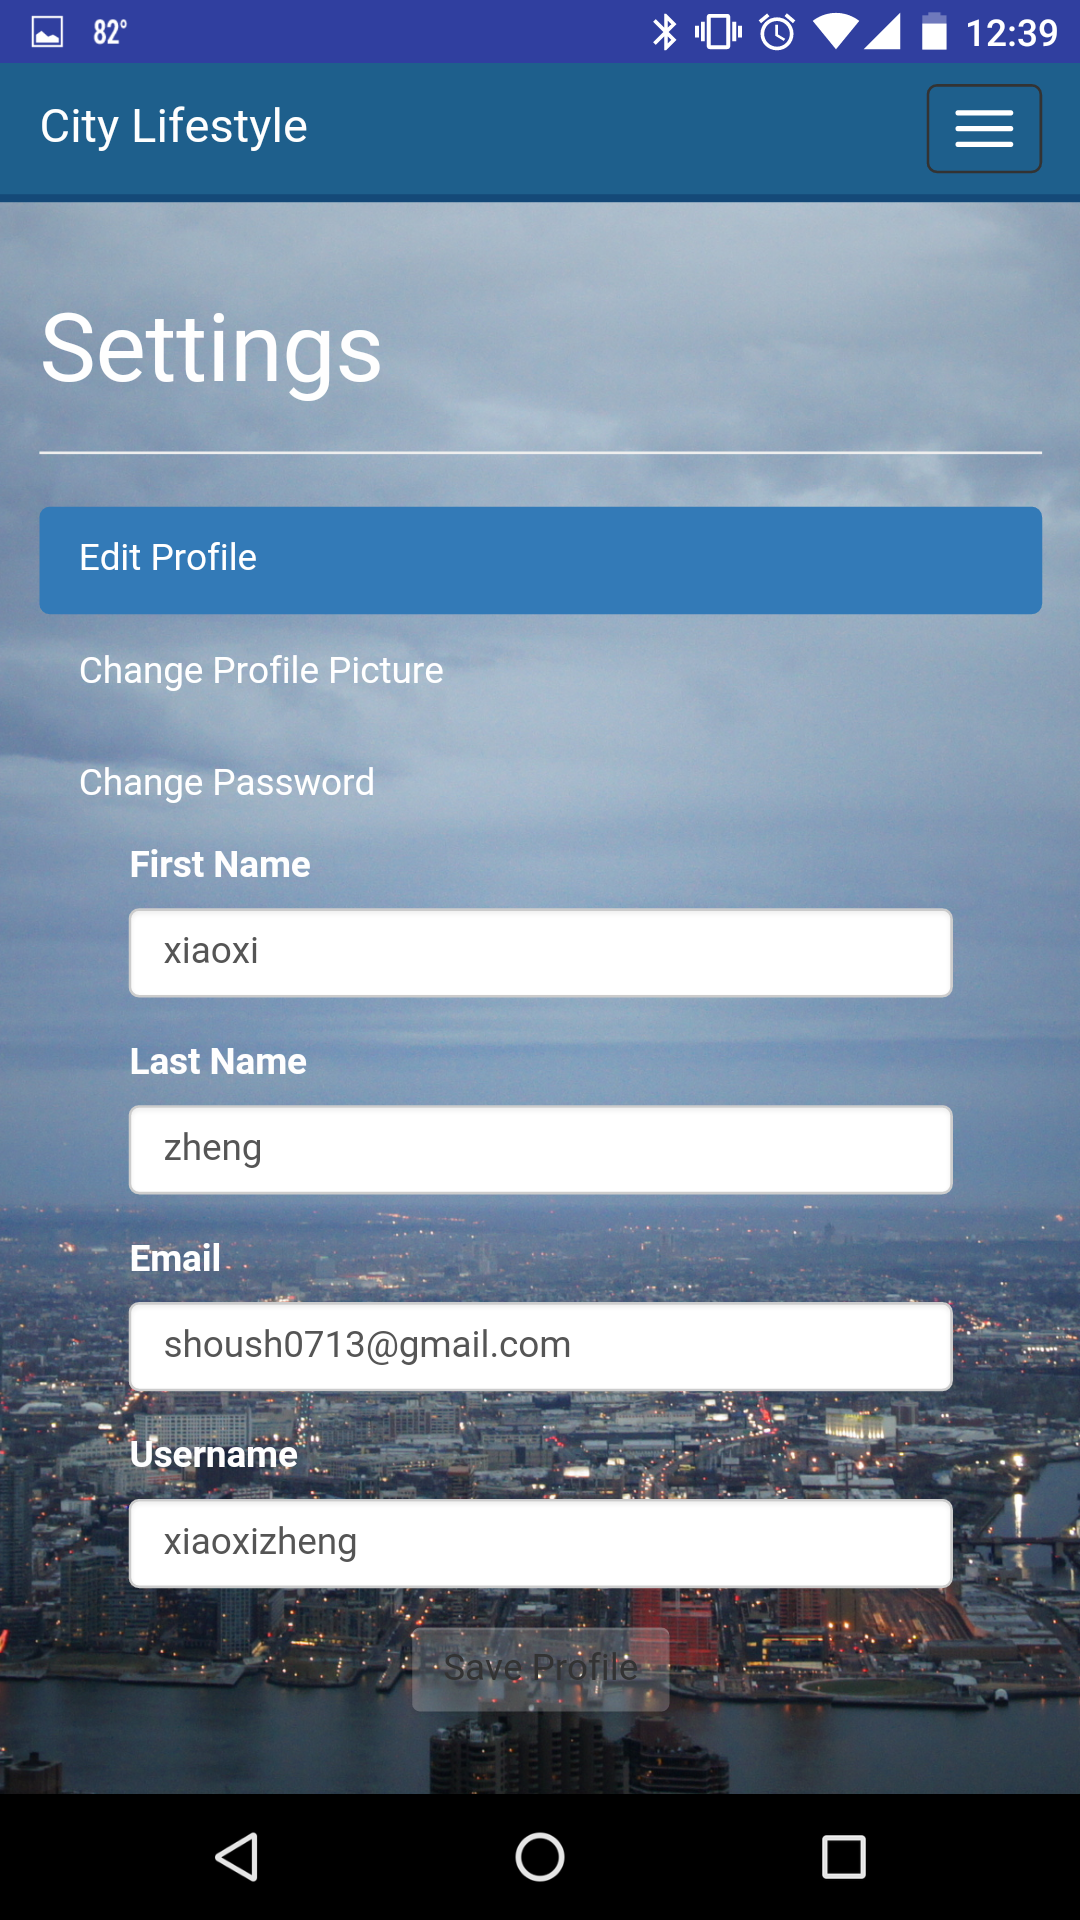 82° 12:39
City Lifestyle
Settings
Edit Profile
Change Profile Picture
Change Password
First Name
xiaoxi
Last Name
zheng
Email
shoush0713@gmail.com
Username
xiaoxizheng
Save Profile